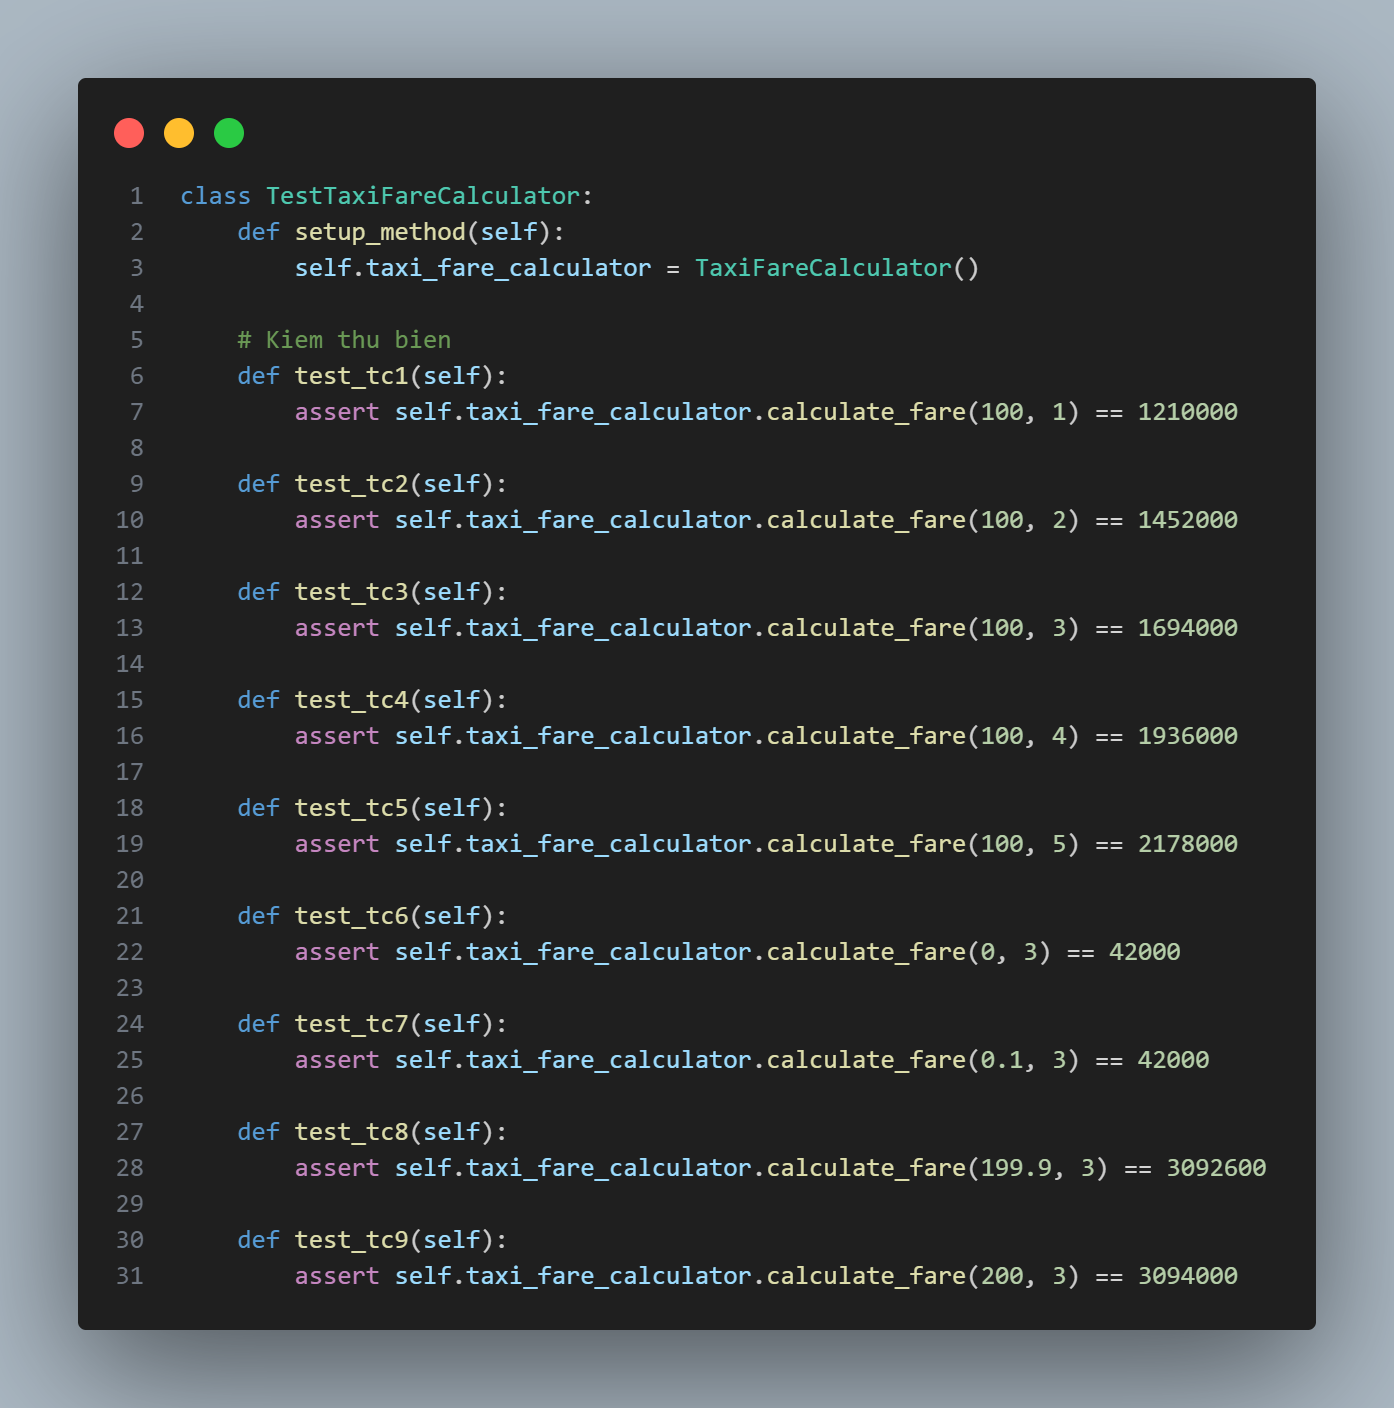 1 class TestTaxiFareCalculator:
2     def setup_method(self):
3         self.taxi_fare_calculator = TaxiFareCalculator()
4
5     # Kiem thu bien
6     def test_tc1(self):
7         assert self.taxi_fare_calculator.calculate_fare(100, 1) == 1210000
8
9     def test_tc2(self):
10         assert self.taxi_fare_calculator.calculate_fare(100, 2) == 1452000
11
12     def test_tc3(self):
13         assert self.taxi_fare_calculator.calculate_fare(100, 3) == 1694000
14
15     def test_tc4(self):
16         assert self.taxi_fare_calculator.calculate_fare(100, 4) == 1936000
17
18     def test_tc5(self):
19         assert self.taxi_fare_calculator.calculate_fare(100, 5) == 2178000
20
21     def test_tc6(self):
22         assert self.taxi_fare_calculator.calculate_fare(0, 3) == 42000
23
24     def test_tc7(self):
25         assert self.taxi_fare_calculator.calculate_fare(0.1, 3) == 42000
26
27     def test_tc8(self):
28         assert self.taxi_fare_calculator.calculate_fare(199.9, 3) == 3092600
29
30     def test_tc9(self):
31         assert self.taxi_fare_calculator.calculate_fare(200, 3) == 3094000